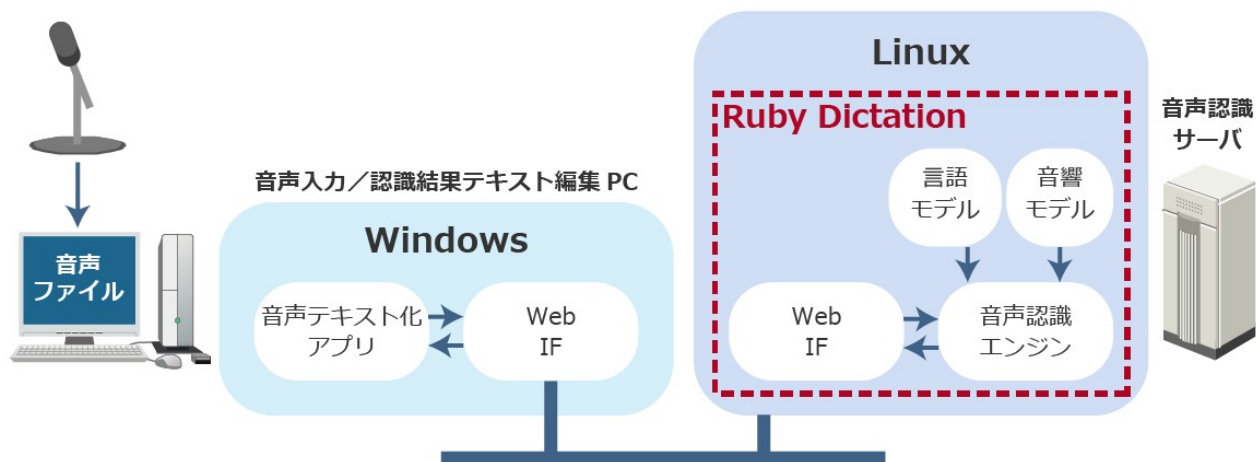 Linux
Ruby Dictation
音声認識
サーバ
言語
モデル
音響
モデル
音声入力／認識結果テキスト編集 PC
Windows
音声
ファイル
音声テキスト化
アプリ
Web
IF
Web
IF
音声認識
エンジン